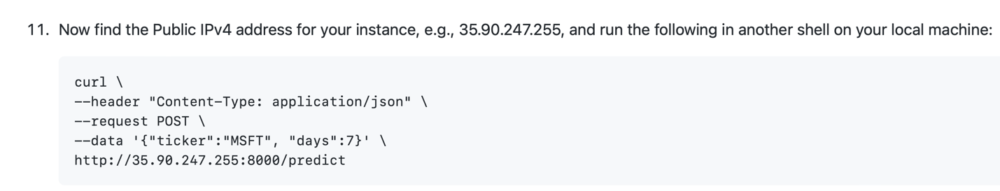 11. Now find the Public IPv4 address for your instance, e.g., 35.90.247.255, and run the following in another shell on your local machine:
curl \
--header "Content-Type: application/json" \
--request POST \
--data '{"ticker":"MSFT", "days":7}' \
http://35.90.247.255:8000/predict